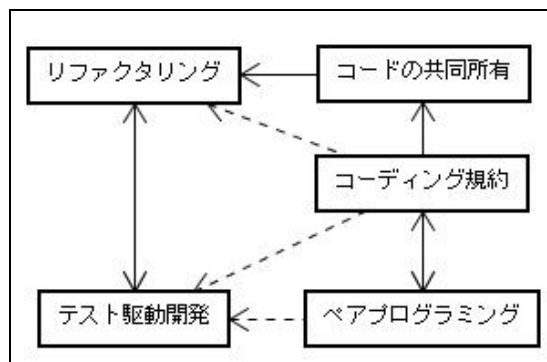 リファクタリング
コードの共同所有
コーディング規約
テスト駆動開発
ペアプログラミング